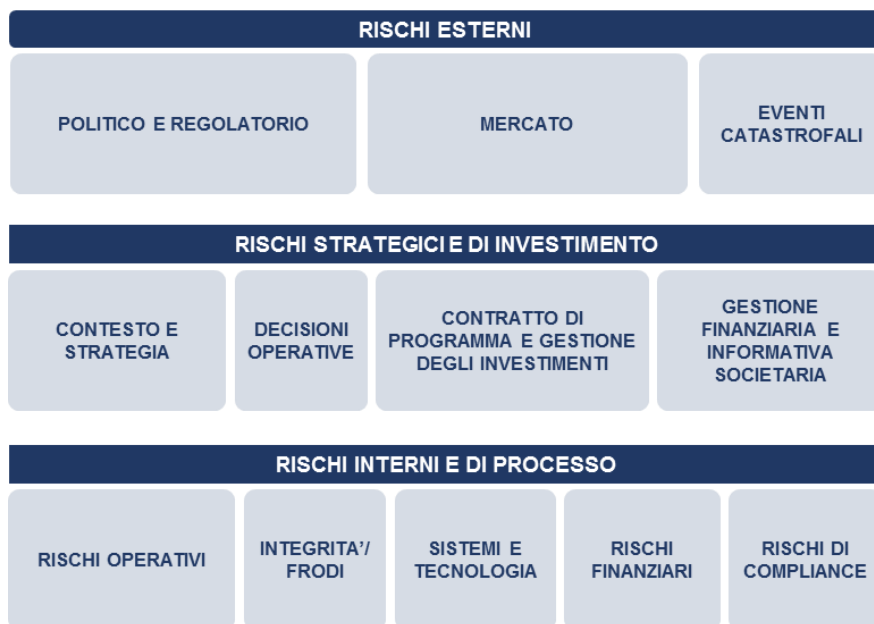 RISCHI ESTERNI
POLITICO E REGOLATORIO
MERCATO
EVENTI
CATASTROFALI
RISCHI STRATEGICI E DI INVESTIMENTO
CONTESTO E
STRATEGIA
DECISIONI
OPERATIVE
CONTRATTO DI
PROGRAMMA E GESTIONE
DEGLI INVESTIMENTI
GESTIONE
FINANZIARIA E
INFORMATIVA
SOCIETARIA
RISCHI INTERNI E DI PROCESSO
RISCHI OPERATIVI
INTEGRITA'/
FRODI
SISTEMI E
TECNOLOGIA
RISCHI
FINANZIARI
RISCHI DI
COMPLIANCE